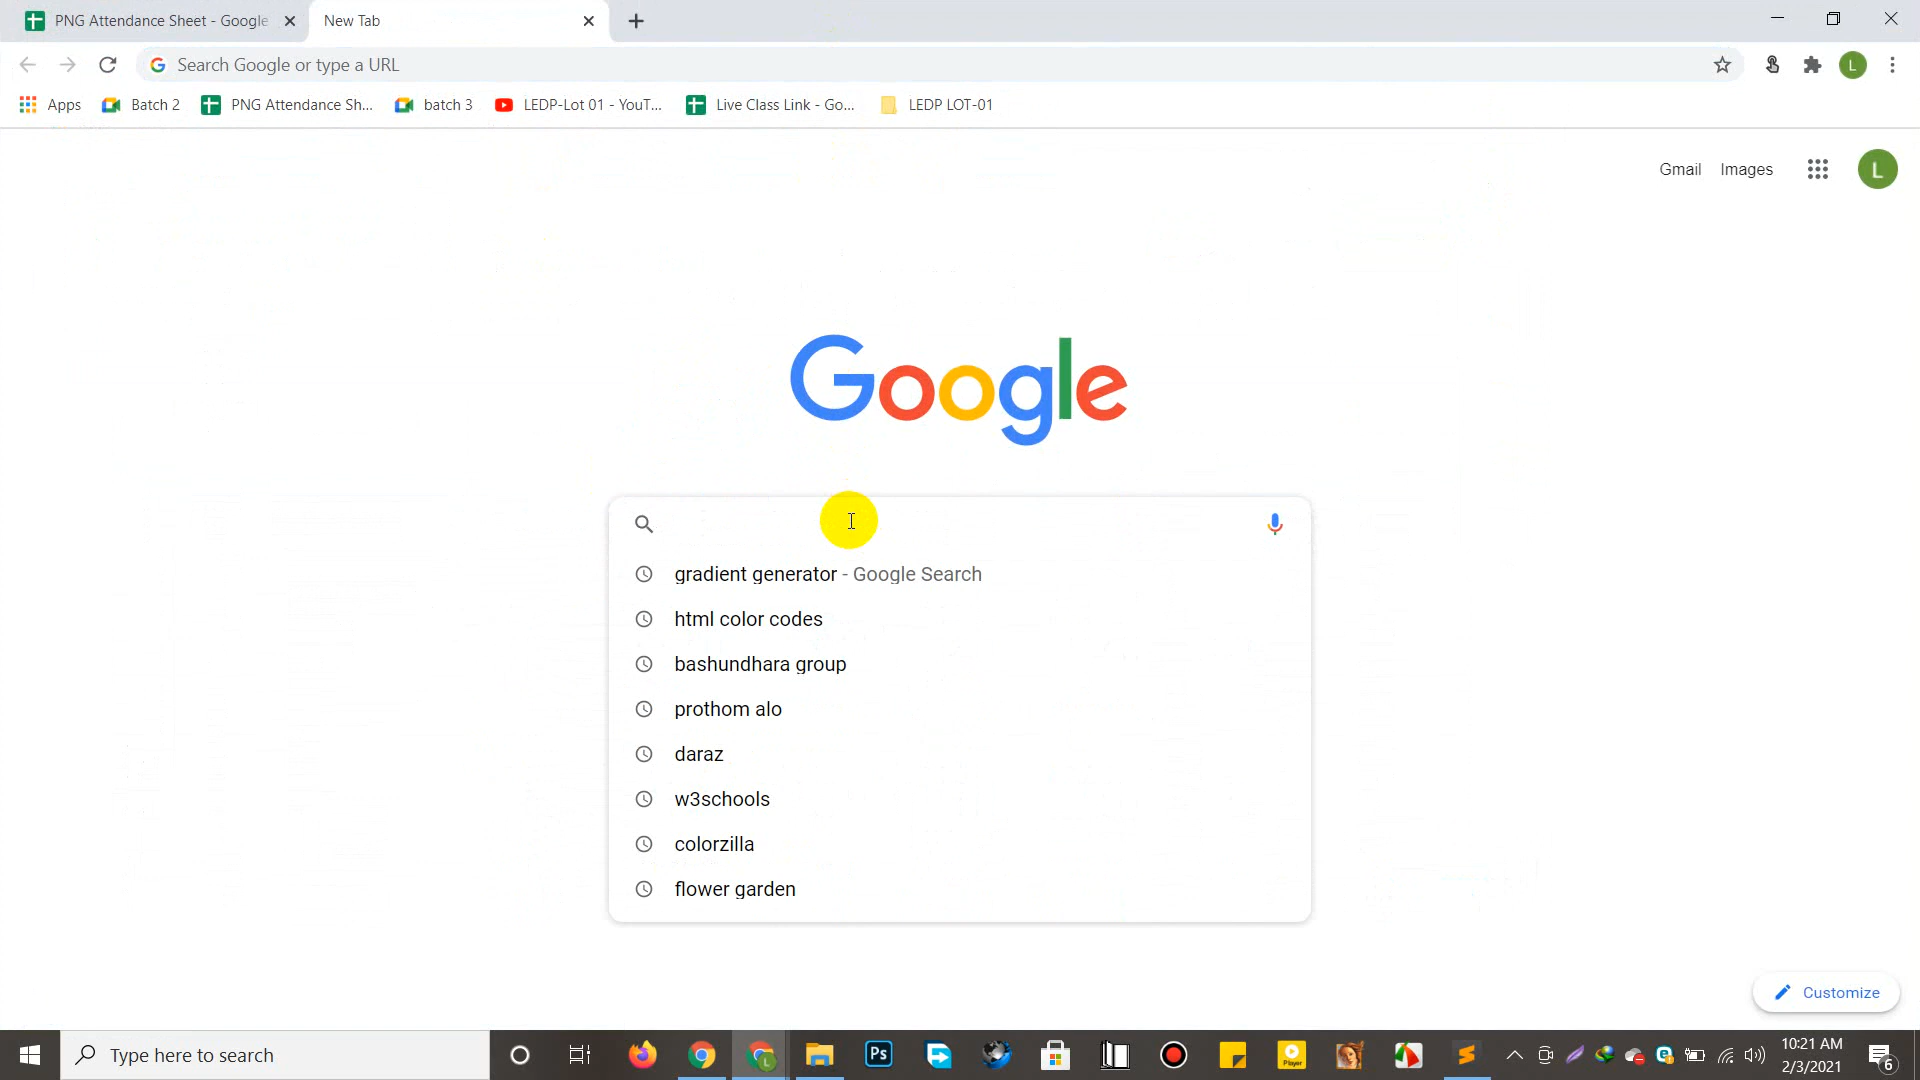 PNG Attendance Sheet - Google
New Tab
Search Google or type a URL
Apps
Batch 2
PNG Attendance Sh...
batch 3
LEDP-Lot 01 - YouT...
Live Class Link - Go...
LEDP LOT-01
Gmail
Images
L
L
Google
gradient generator - Google Search
html color codes
bashundhara group
prothom alo
daraz
w3schools
colorzilla
flower garden
Customize
Type here to search
L
Ps
Player
10:21 AM
2/3/2021
6